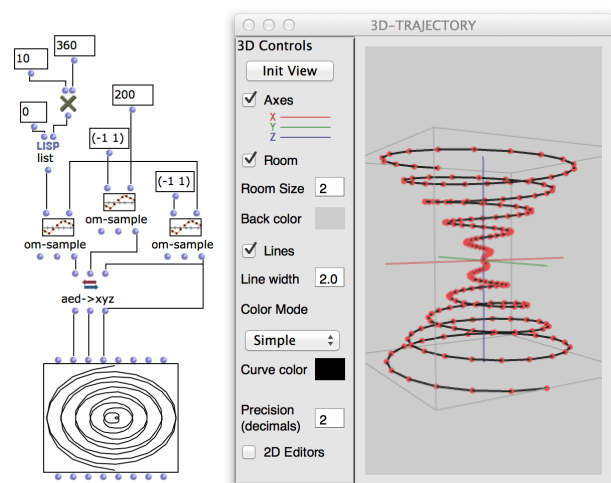 360
10
200
0
LISP
list
(-1 1)
(-1 1)
om-sample
om-sample
om-sample
aed->xyz
3D-TRAJECTORY
3D Controls
Init View
Axes
X
Y
Z
Room
Room Size 2
Back color
Lines
Line width 2.0
Color Mode
Simple
Curve color
Precision
(decimals) 2
2D Editors